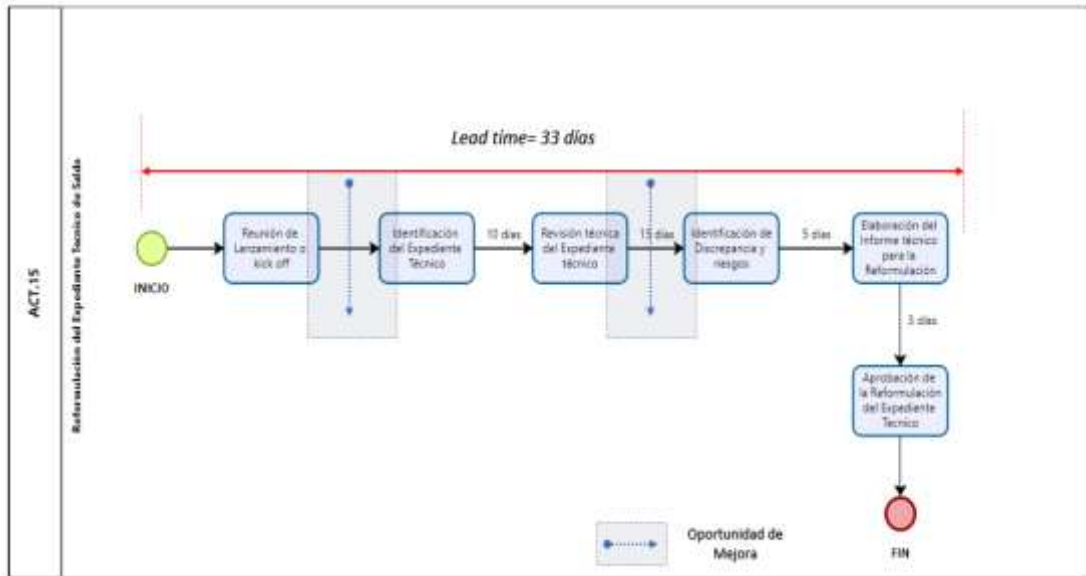 ACT.15
Reformulación del Expediente Tecnico de Saldo
Lead time= 33 días
INICIO
Reunión de
Lanzamiento o
kick off
Identificación
del Expediente
Técnico
10 días
Revisión técnica
del Expediente
técnico
15 días
Identificación de
Discrepancia y
riesgos
5 días
Elaboración del
Informe técnico
para la
Reformulación
3 días
Aprobación de
la Reformulación
del Expediente
Tecnico
FIN
Oportunidad de
Mejora